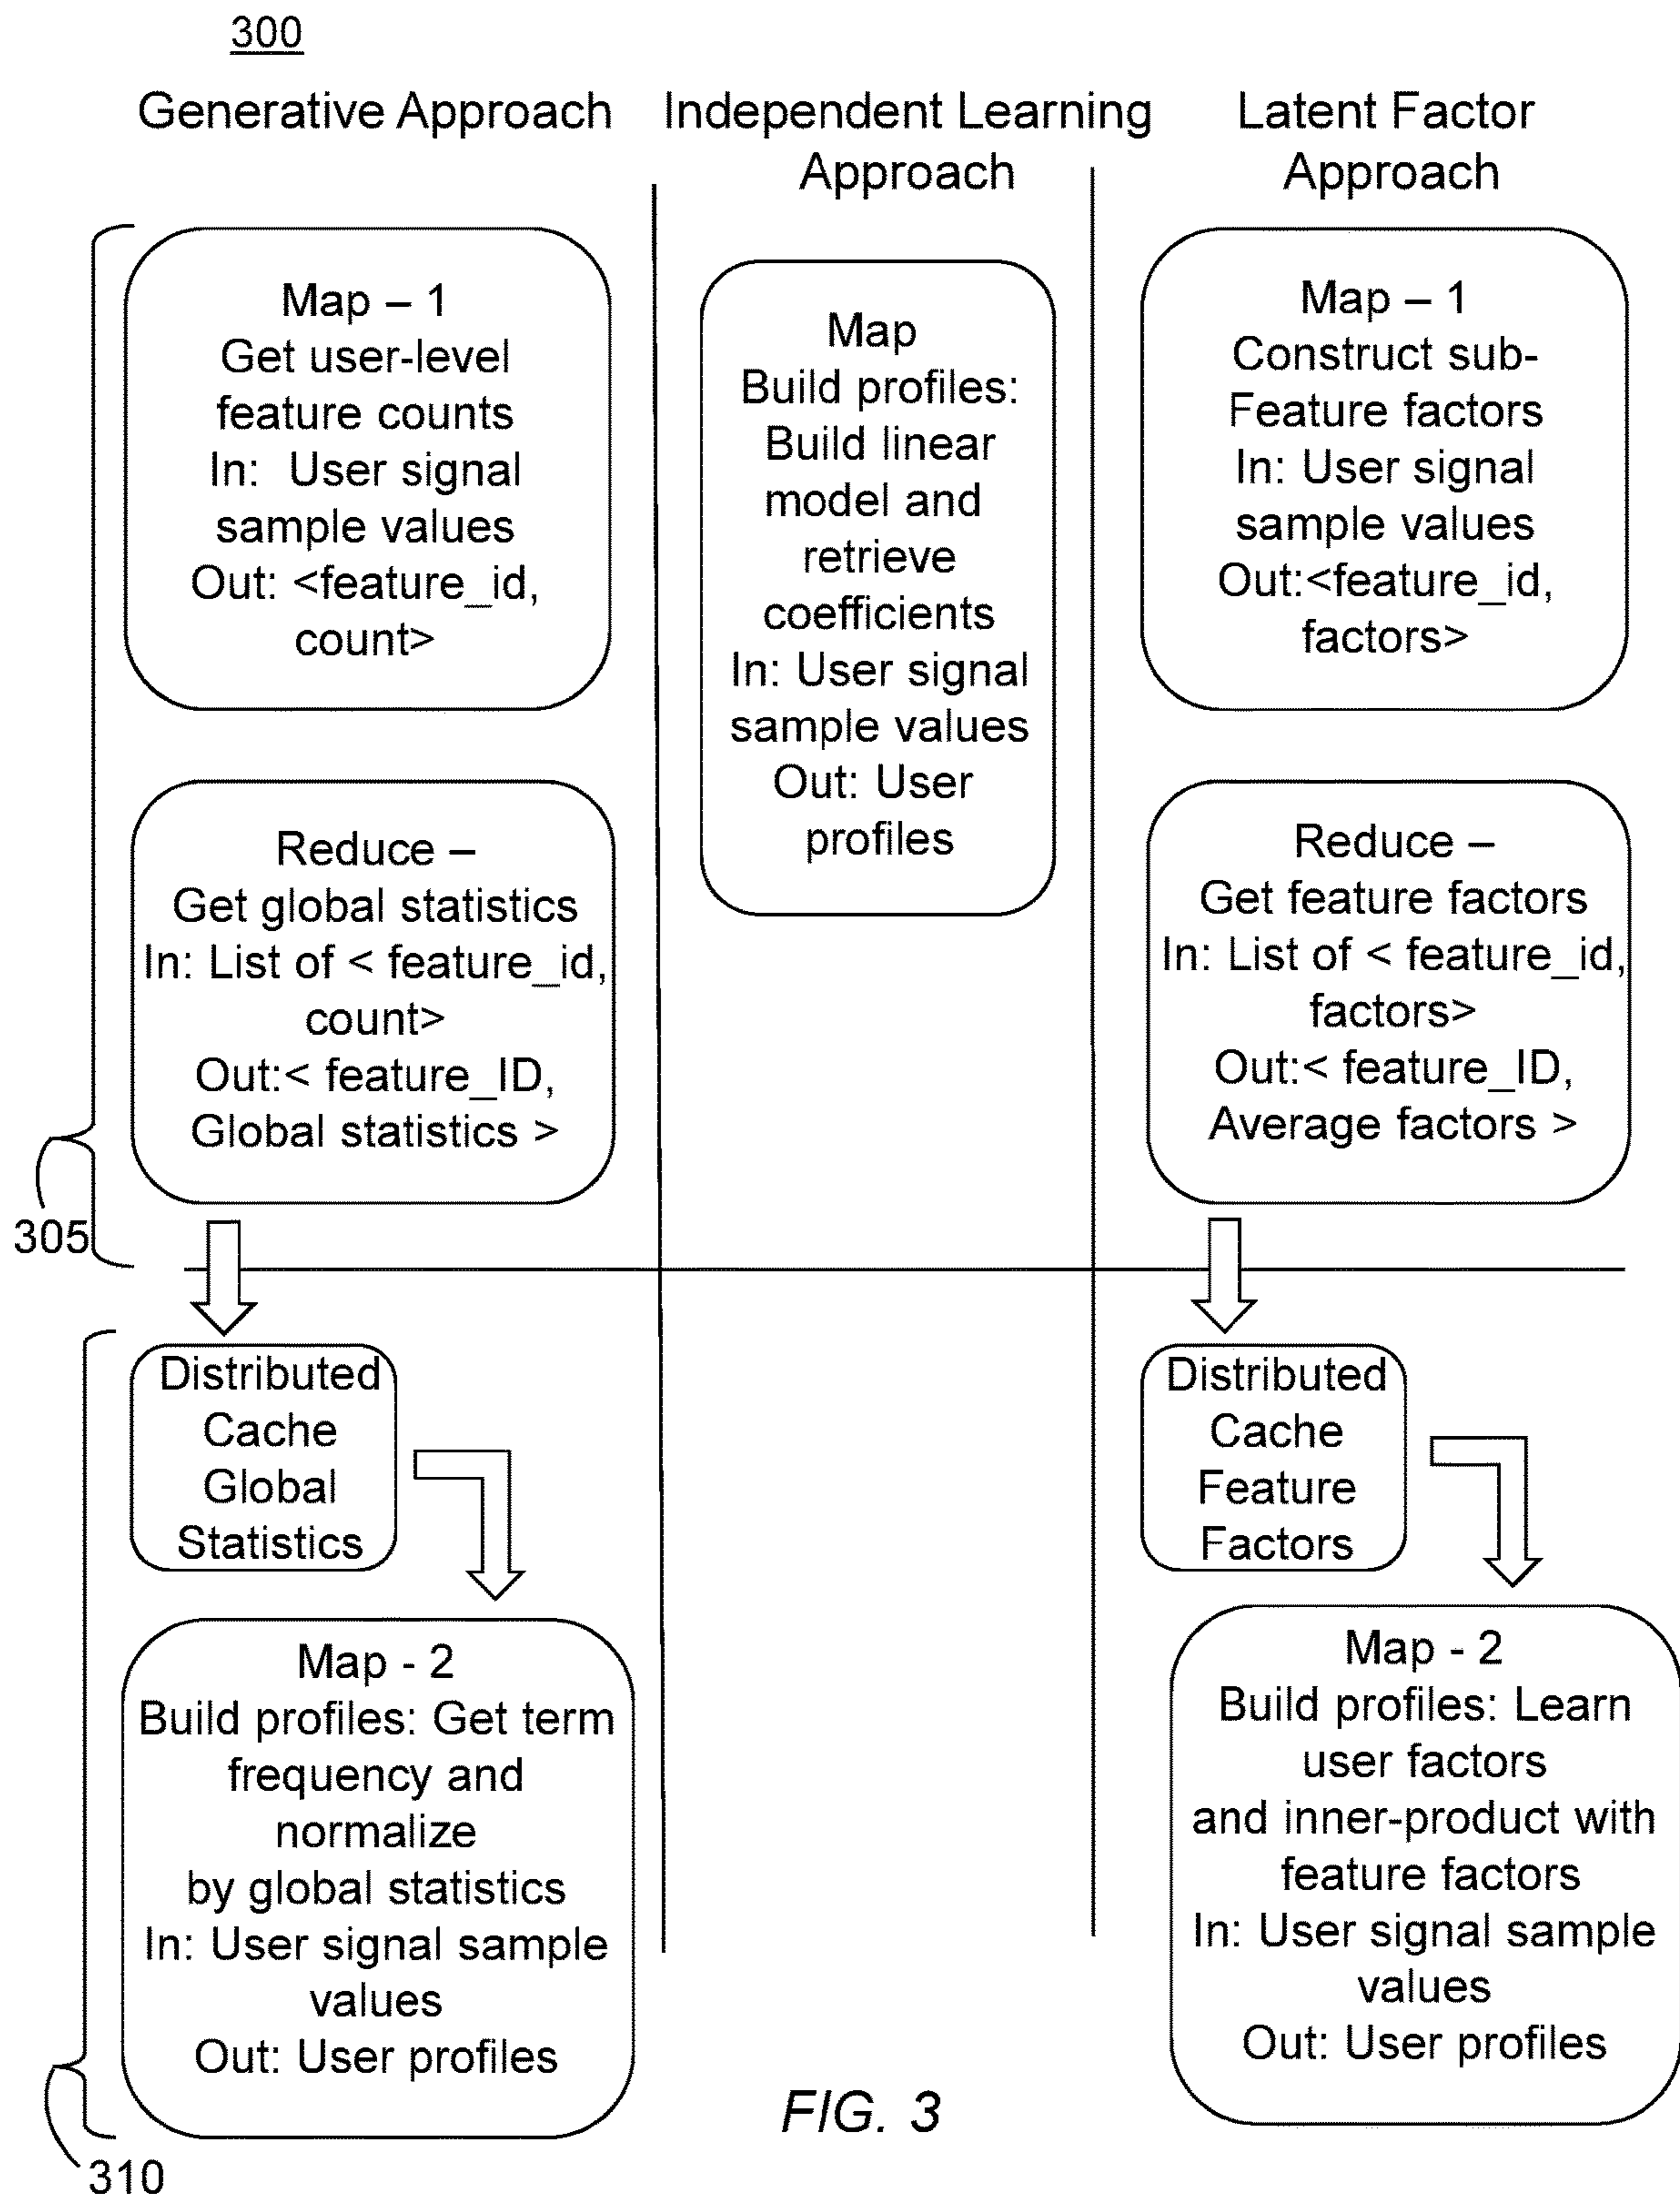 300
Generative Approach
Independent Learning
Approach
Latent Factor
Approach
Map – 1
Get user-level
feature counts
In: User signal
sample values
Out: <feature_id,
count>
Reduce –
Get global statistics
In: List of < feature_id,
count>
Out:< feature_ID,
Global statistics >
305
Map
Build profiles:
Build linear
model and
retrieve
coefficients
In: User signal
sample values
Out: User
profiles
Map – 1
Construct sub-
Feature factors
In: User signal
sample values
Out:<feature_id,
factors>
Reduce –
Get feature factors
In: List of < feature_id,
factors>
Out:< feature_ID,
Average factors >
Distributed
Cache
Global
Statistics
Map - 2
Build profiles: Get term
frequency and
normalize
by global statistics
In: User signal sample
values
Out: User profiles
310
Distributed
Cache
Feature
Factors
Map - 2
Build profiles: Learn
user factors
and inner-product with
feature factors
In: User signal sample
values
Out: User profiles
FIG. 3